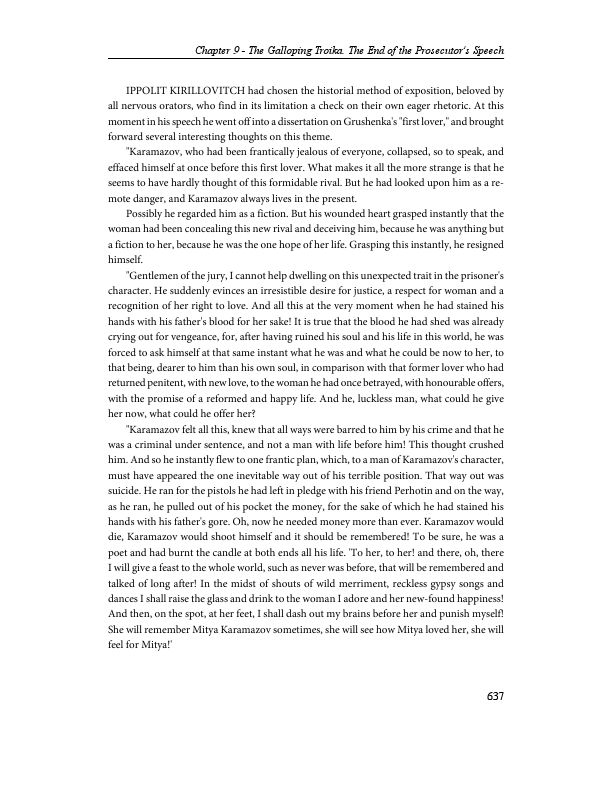 Chapter 9 - The Galloping Troika. The End of the Prosecutor's Speech
IPPOLIT KIRILLOVITCH had chosen the historial method of exposition, beloved by
all nervous orators, who find in its limitation a check on their own eager rhetoric. At this
moment in his speech he went off into a dissertation on Grushenka's "first lover," and brought
forward several interesting thoughts on this theme.
"Karamazov, who had been frantically jealous of everyone, collapsed, so to speak, and
effaced himself at once before this first lover. What makes it all the more strange is that he
seems to have hardly thought of this formidable rival. But he had looked upon him as a re-
mote danger, and Karamazov always lives in the present.
Possibly he regarded him as a fiction. But his wounded heart grasped instantly that the
woman had been concealing this new rival and deceiving him, because he was anything but
a fiction to her, because he was the one hope of her life. Grasping this instantly, he resigned
himself.
"Gentlemen of the jury, I cannot help dwelling on this unexpected trait in the prisoner's
character. He suddenly evinces an irresistible desire for justice, a respect for woman and a
recognition of her right to love. And all this at the very moment when he had stained his
hands with his father's blood for her sake! It is true that the blood he had shed was already
crying out for vengeance, for, after having ruined his soul and his life in this world, he was
forced to ask himself at that same instant what he was and what he could be now to her, to
that being, dearer to him than his own soul, in comparison with that former lover who had
returned penitent, with new love, to the woman he had once betrayed, with honourable offers,
with the promise of a reformed and happy life. And he, luckless man, what could he give
her now, what could he offer her?
"Karamazov felt all this, knew that all ways were barred to him by his crime and that he
was a criminal under sentence, and not a man with life before him! This thought crushed
him. And so he instantly flew to one frantic plan, which, to a man of Karamazov's character,
must have appeared the one inevitable way out of his terrible position. That way out was
suicide. He ran for the pistols he had left in pledge with his friend Perhotin and on the way,
as he ran, he pulled out of his pocket the money, for the sake of which he had stained his
hands with his father's gore. Oh, now he needed money more than ever. Karamazov would
die, Karamazov would shoot himself and it should be remembered! To be sure, he was a
poet and had burnt the candle at both ends all his life. 'To her, to her! and there, oh, there
I will give a feast to the whole world, such as never was before, that will be remembered and
talked of long after! In the midst of shouts of wild merriment, reckless gypsy songs and
dances I shall raise the glass and drink to the woman I adore and her new-found happiness!
And then, on the spot, at her feet, I shall dash out my brains before her and punish myself!
She will remember Mitya Karamazov sometimes, she will see how Mitya loved her, she will
feel for Mitya!'
637